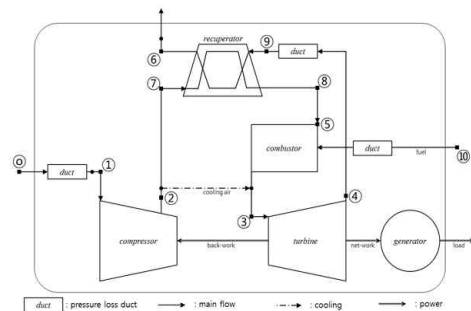 recuperator
⑥
⑨
duct
⑦
⑧
⑤
combustor
duct
fuel
⑩
⓪
duct
①
cooling air
②
③
④
compressor
back-work
turbine
net-work
generator
load
duct : pressure loss duct : main flow : cooling : power